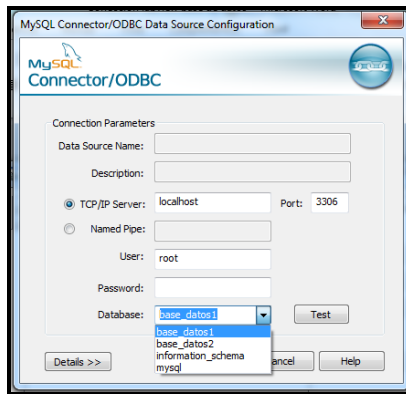 MySQL Connector/ODBC Data Source Configuration
MySQL
Connector/ODBC
Connection Parameters
Data Source Name:
Description:
TCP/IP Server: localhost Port: 3306
Named Pipe:
User: root
Password:
Database: base_datos1 Test
base_datos1
base_datos2
information_schema
mysql
Details >> ancel Help